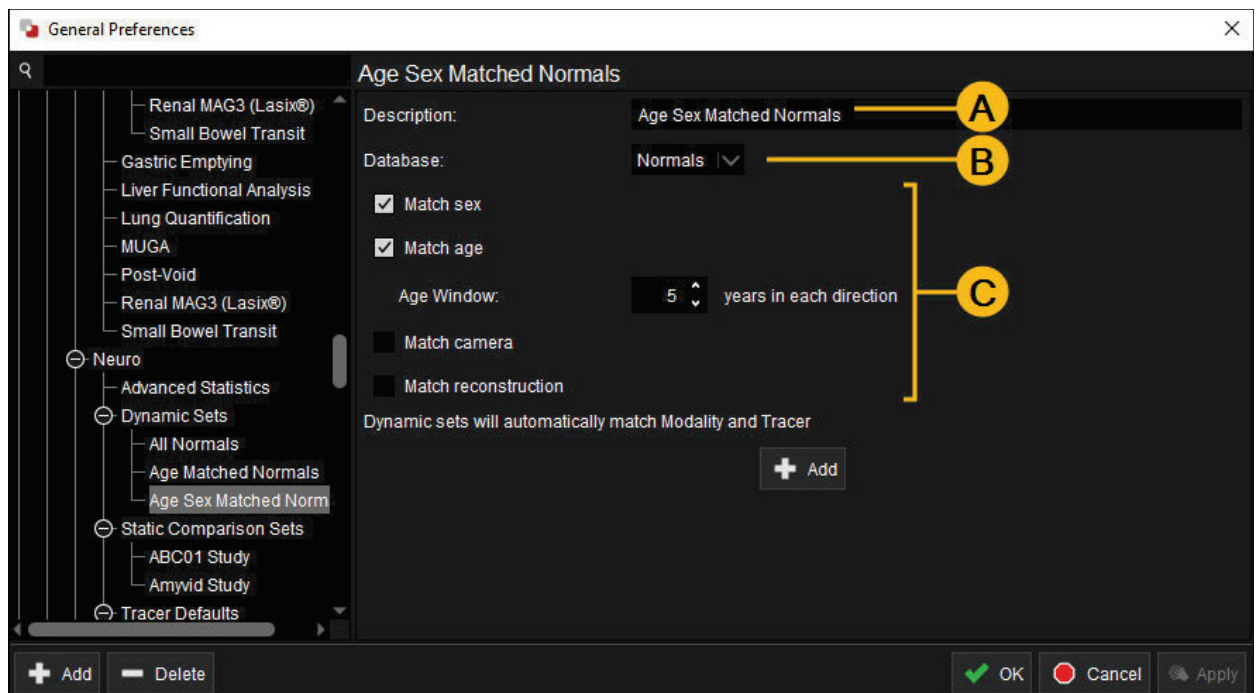 General Preferences
Age Sex Matched Normals
Renal MAG3 (Lasix®)
Small Bowel Transit
Gastric Emptying
Liver Functional Analysis
Lung Quantification
MUGA
Post-Void
Renal MAG3 (Lasix®)
Small Bowel Transit
Neuro
Advanced Statistics
Dynamic Sets
All Normals
Age Matched Normals
Age Sex Matched Norm
Static Comparison Sets
ABC01 Study
Amyvid Study
Tracer Defaults
Description: Age Sex Matched Normals A
Database: Normals B
Match sex
Match age
Age Window: 5 years in each direction C
Match camera
Match reconstruction
Dynamic sets will automatically match Modality and Tracer
Add
Add Delete OK Cancel Apply